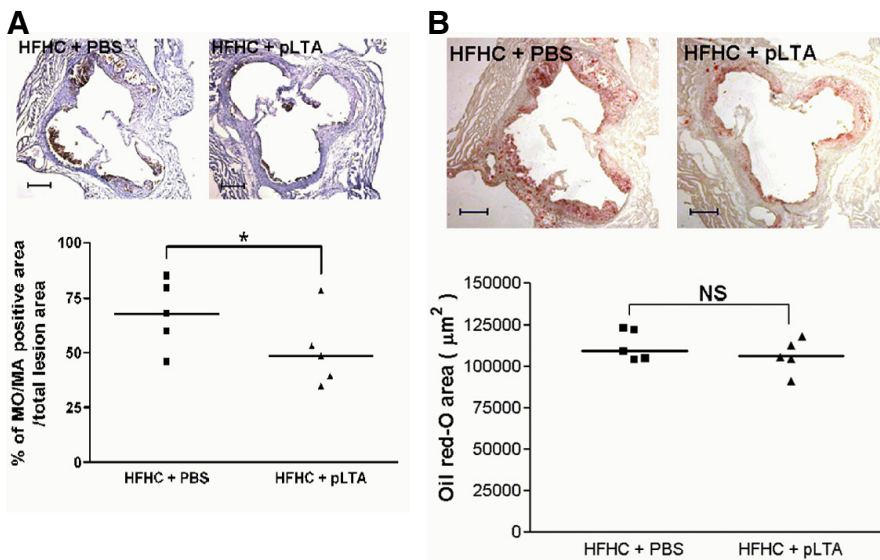 A
HFHC + PBS
HFHC + pLTA
% of MO/MA positive area
/total lesion area
100
75
50
25
0
*
HFHC + PBS
HFHC + pLTA
B
HFHC + PBS
HFHC + pLTA
Oil red-O area ( μm²)
150000
125000
100000
75000
50000
25000
0
NS
HFHC + PBS
HFHC + pLTA